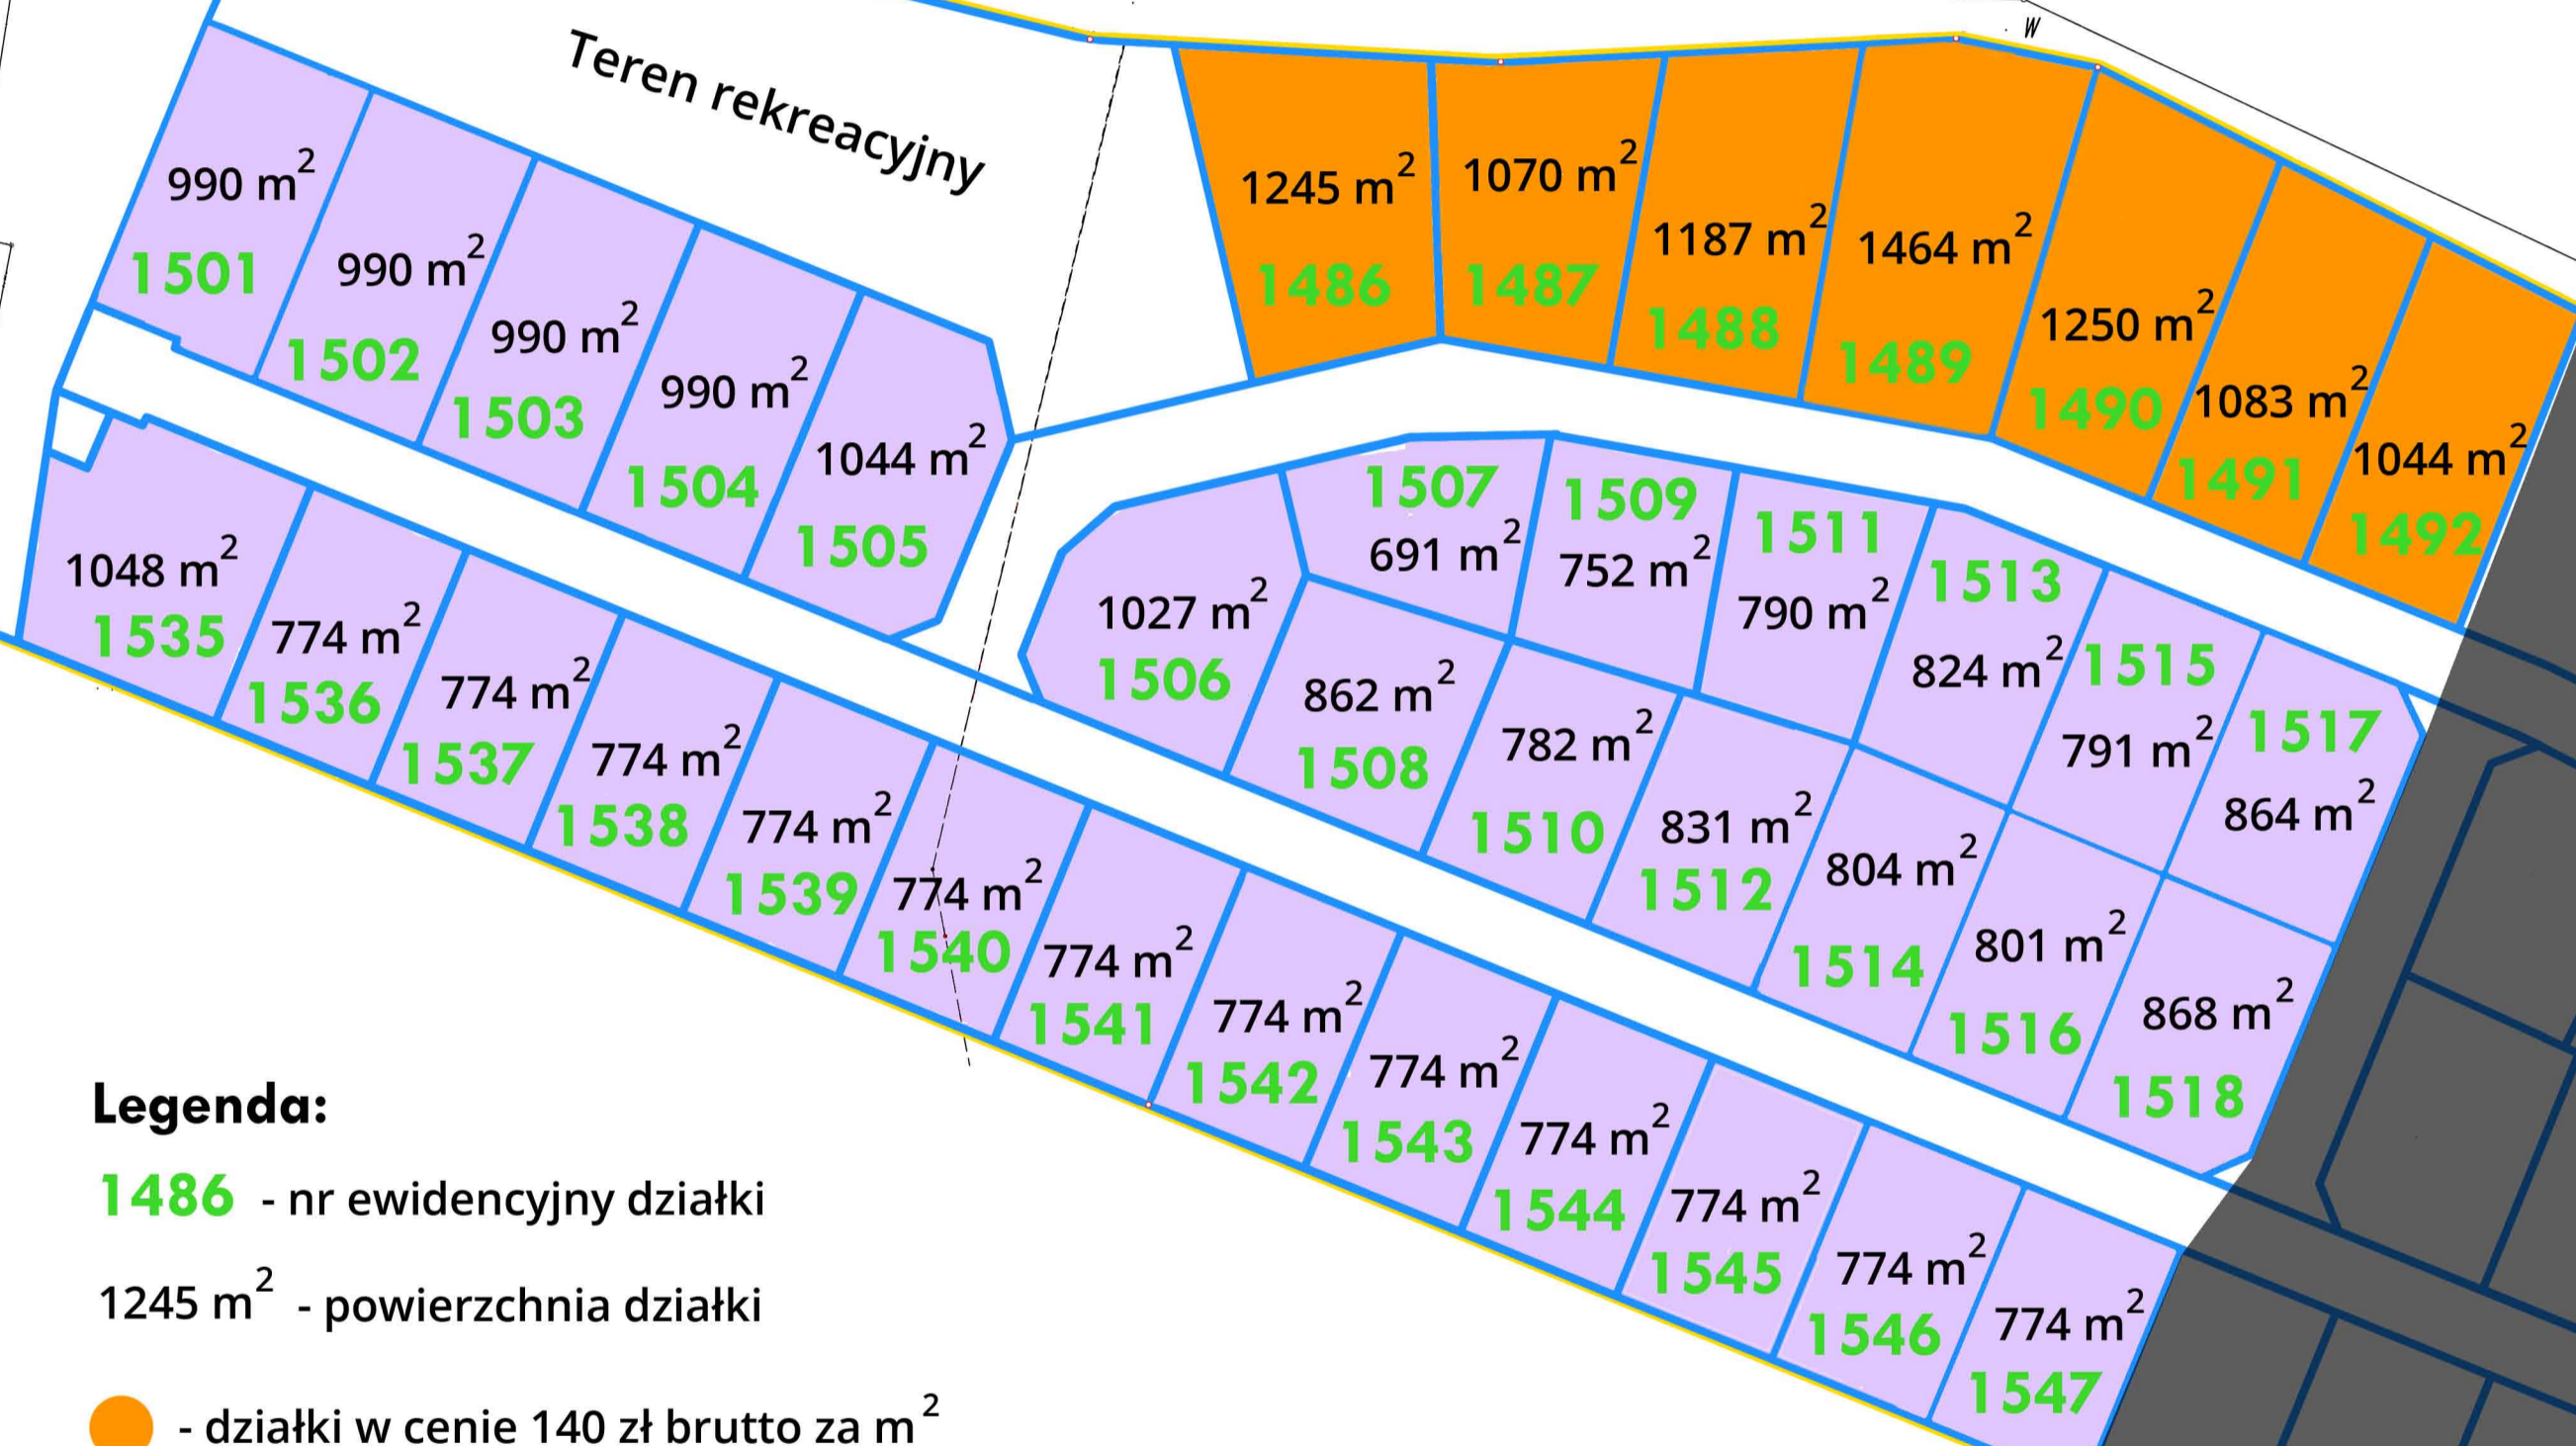 Teren rekreacyjny
W
990 m²
1501
990 m²
1502
990 m²
1503
990 m²
1504
1044 m²
1505
1245 m²
1486
1070 m²
1487
1187 m²
1488
1464 m²
1489
1250 m²
1490
1083 m²
1491
1044 m²
1492
1027 m²
1506
1507
691 m²
862 m²
1508
1509
752 m²
782 m²
1510
1511
790 m²
831 m²
1512
1513
824 m²
804 m²
1514
1515
791 m²
801 m²
1516
1517
864 m²
868 m²
1518
1048 m²
1535
774 m²
1536
774 m²
1537
774 m²
1538
774 m²
1539
774 m²
1540
774 m²
1541
774 m²
1542
774 m²
1543
774 m²
1544
774 m²
1545
774 m²
1546
774 m²
1547
Legenda:
1486 - nr ewidencyjny działki
1245 m² - powierzchnia działki
- działki w cenie 140 zł brutto za m²